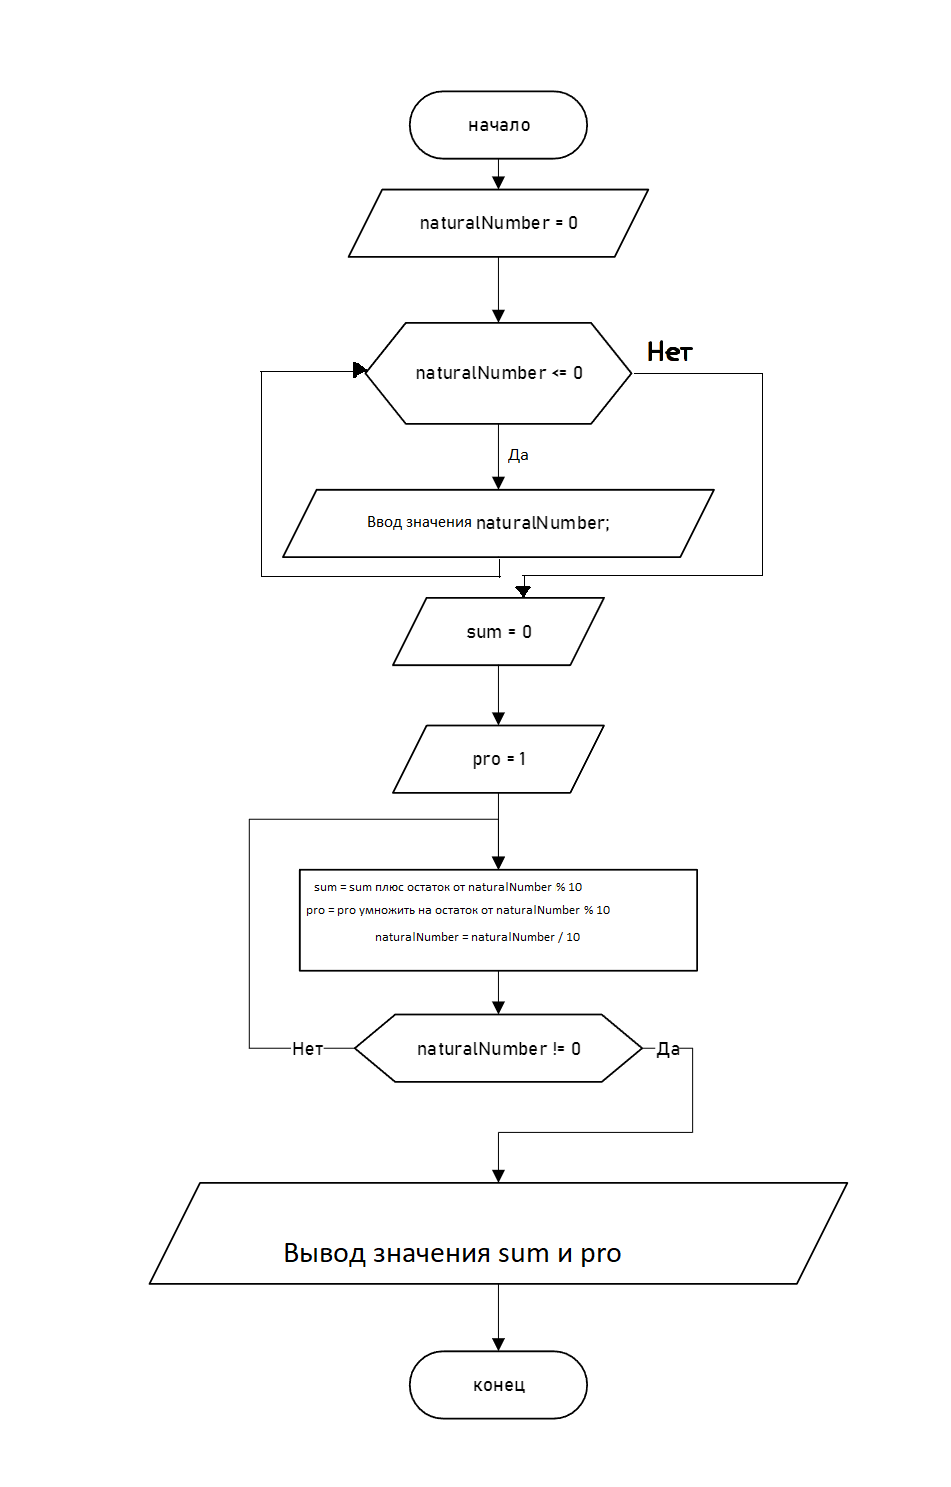 начало
naturalNumber = 0
naturalNumber <= 0
Нет
Да
Ввод значения naturalNumber;
sum = 0
pro = 1
sum = sum плюс остаток от naturalNumber % 10
pro = pro умножить на остаток от naturalNumber % 10
naturalNumber = naturalNumber / 10
Нет
naturalNumber != 0
Да
Вывод значения sum и pro
конец